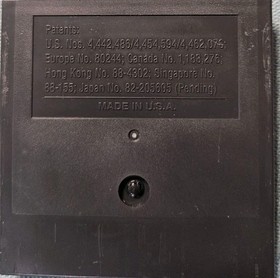 Patents:
U.S. Nos. 4,442,486/4,454,594/4,462,076;
Europe No. 80244; Canada No. 1,183,276;
Hong Kong No. 88-4302; Singapore No.
88-155; Japan No. 82-205605 (Pending)
MADE IN U.S.A.